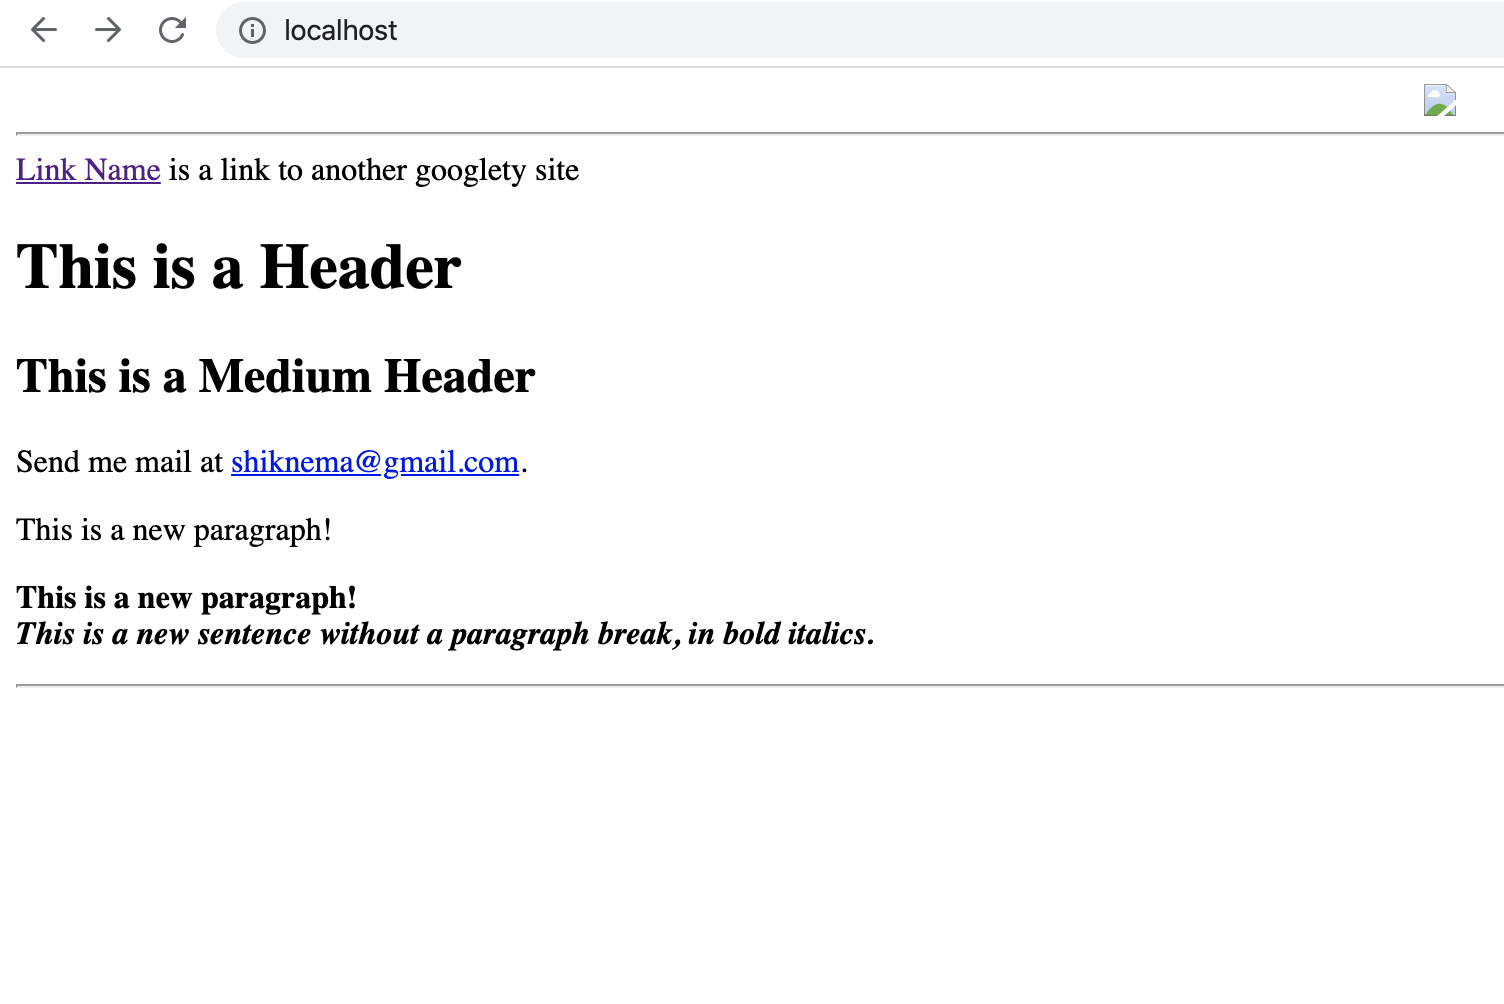 localhost
Link Name is a link to another googlety site
This is a Header
This is a Medium Header
Send me mail at shiknema@gmail.com.
This is a new paragraph!
This is a new paragraph!
This is a new sentence without a paragraph break, in bold italics.